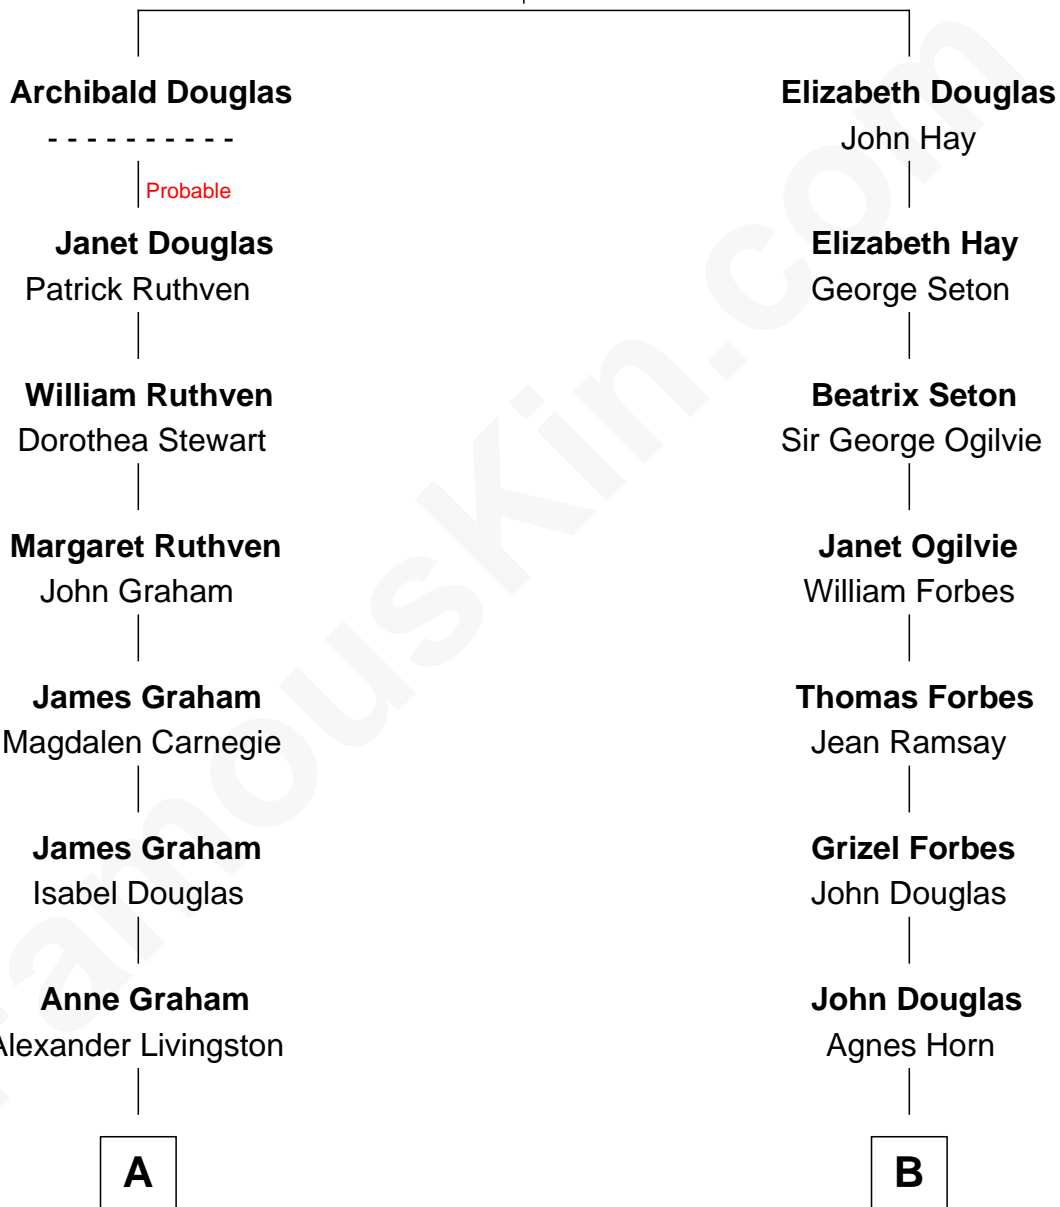 Archibald Douglas
- - - - - - - - - -
Probable
Janet Douglas
Patrick Ruthven
William Ruthven
Dorothea Stewart
Margaret Ruthven
John Graham
James Graham
Magdalen Carnegie
James Graham
Isabel Douglas
Anne Graham
Alexander Livingston
A
Elizabeth Douglas
John Hay
Elizabeth Hay
George Seton
Beatrix Seton
Sir George Ogilvie
Janet Ogilvie
William Forbes
Thomas Forbes
Jean Ramsay
Grizel Forbes
John Douglas
John Douglas
Agnes Horn
B
FamousKin.com